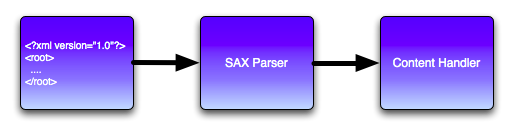 <?xml version="1.0"?>
<root>
....
</root>
SAX Parser
Content Handler